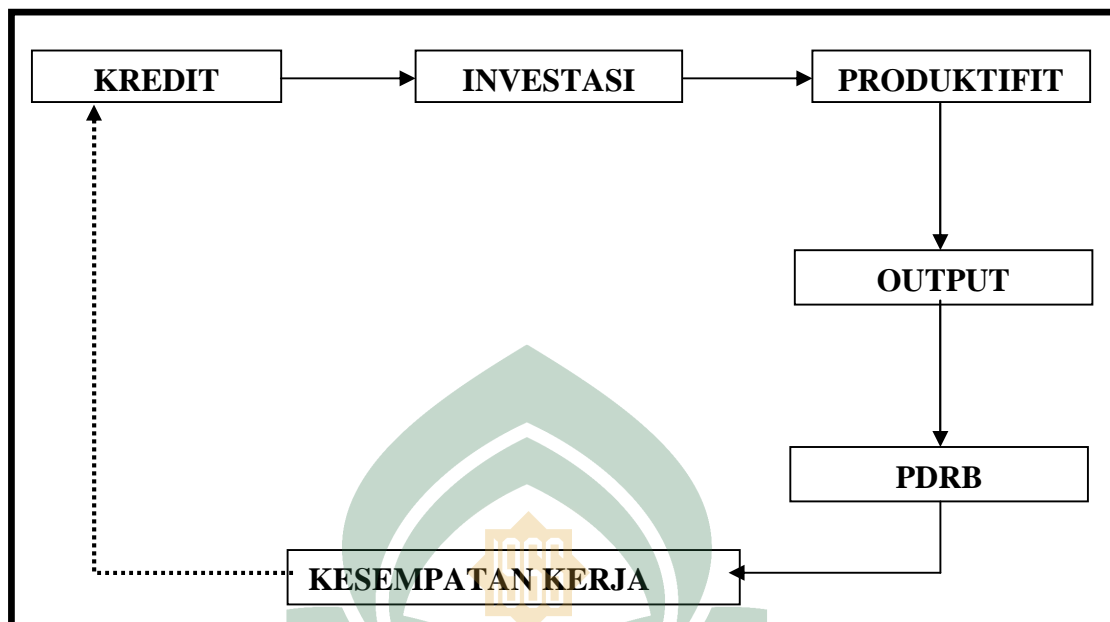 KREDIT
INVESTASI
PRODUKTIFIT
OUTPUT
PDRB
KESEMPATAN KERJA